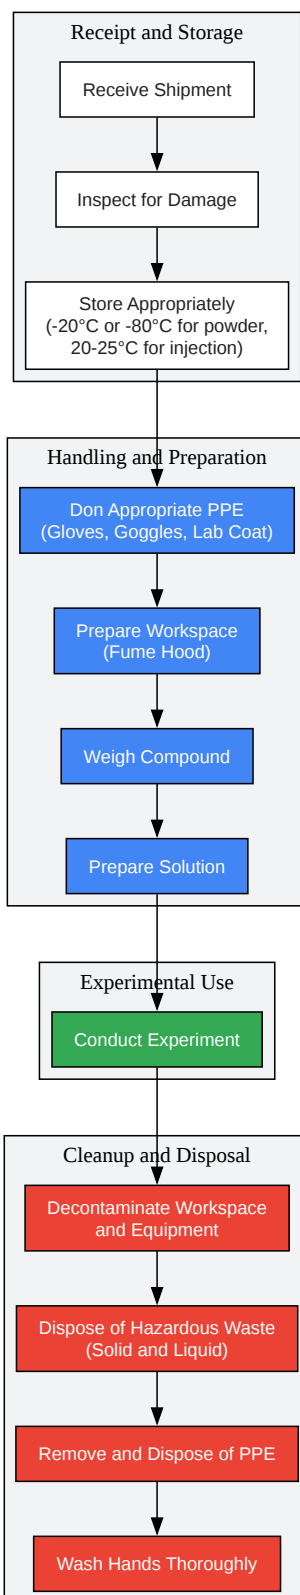 Receipt and Storage
Receive Shipment
Inspect for Damage
Store Appropriately
(-20°C or -80°C for powder,
20-25°C for injection)
Handling and Preparation
Don Appropriate PPE
(Gloves, Goggles, Lab Coat)
Prepare Workspace
(Fume Hood)
Weigh Compound
Prepare Solution
Experimental Use
Conduct Experiment
Cleanup and Disposal
Decontaminate Workspace
and Equipment
Dispose of Hazardous Waste
(Solid and Liquid)
Remove and Dispose of PPE
Wash Hands Thoroughly